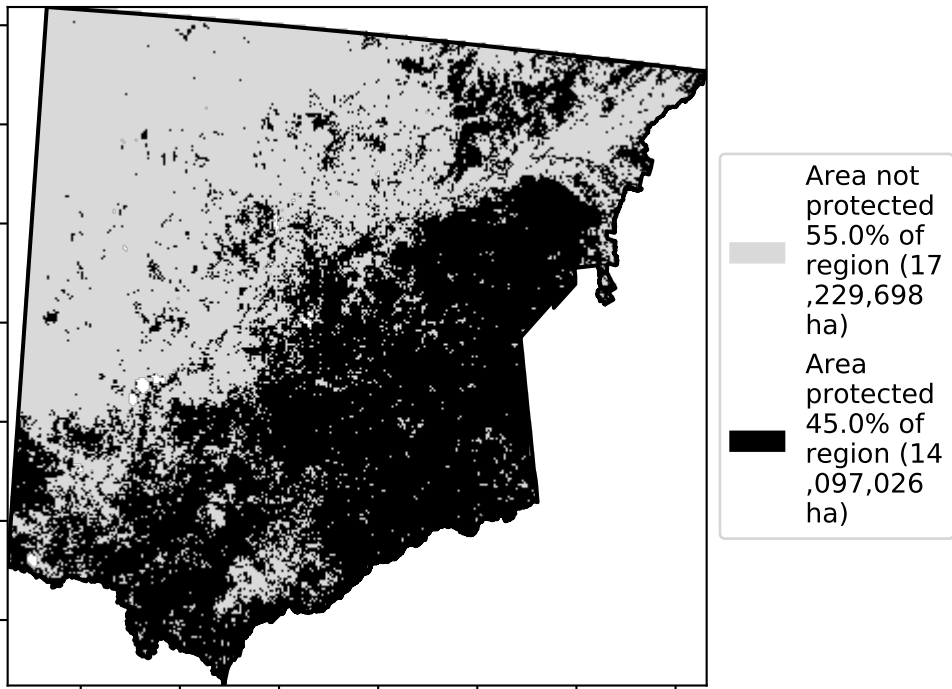 Area not
protected
55.0% of
region (17
,229,698
ha)
Area
protected
45.0% of
region (14
,097,026
ha)